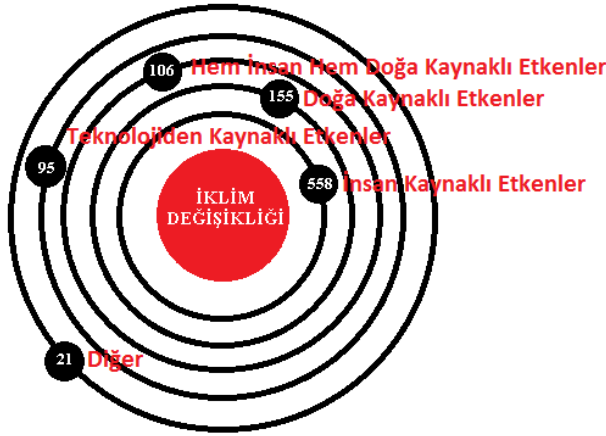 106 Hem İnsan Hem Doğa Kaynaklı Etkenler
155 Doğa Kaynaklı Etkenler
Teknolojiden Kaynaklı Etkenler
95
558 İnsan Kaynaklı Etkenler
İKLİM
DEĞİŞİKLİĞİ
21 Diğer